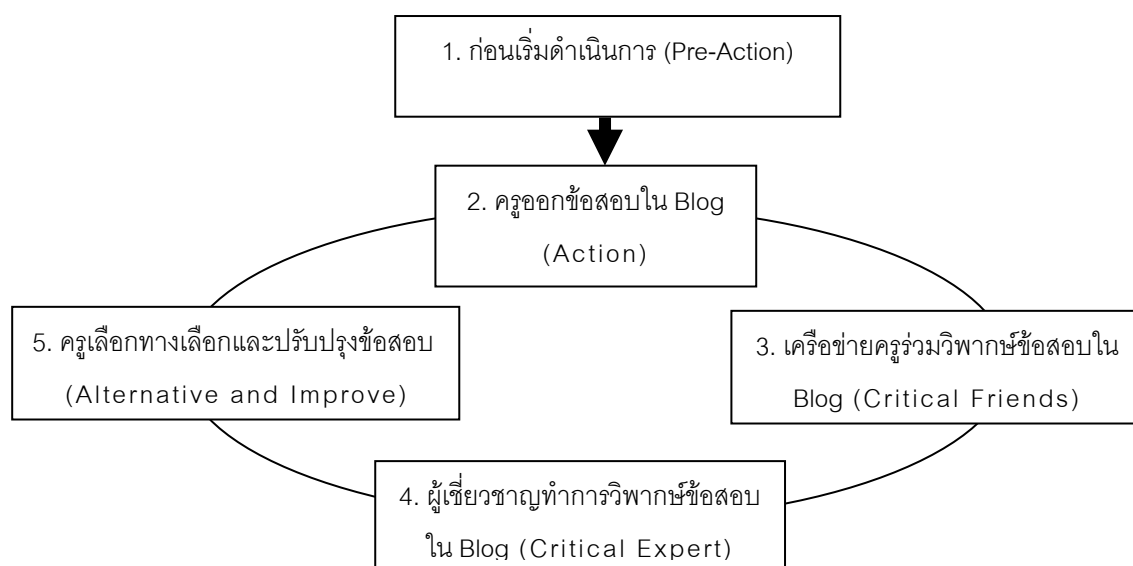 1. ก่อนเริ่มดำเนินการ (Pre-Action)
2. ครูออกข้อสอบใน Blog
(Action)
3. เครือข่ายครูร่วมวิพากษ์ข้อสอบใน
Blog (Critical Friends)
4. ผู้เชี่ยวชาญทำการวิพากษ์ข้อสอบ
ใน Blog (Critical Expert)
5. ครูเลือกทางเลือกและปรับปรุงข้อสอบ
(Alternative and Improve)